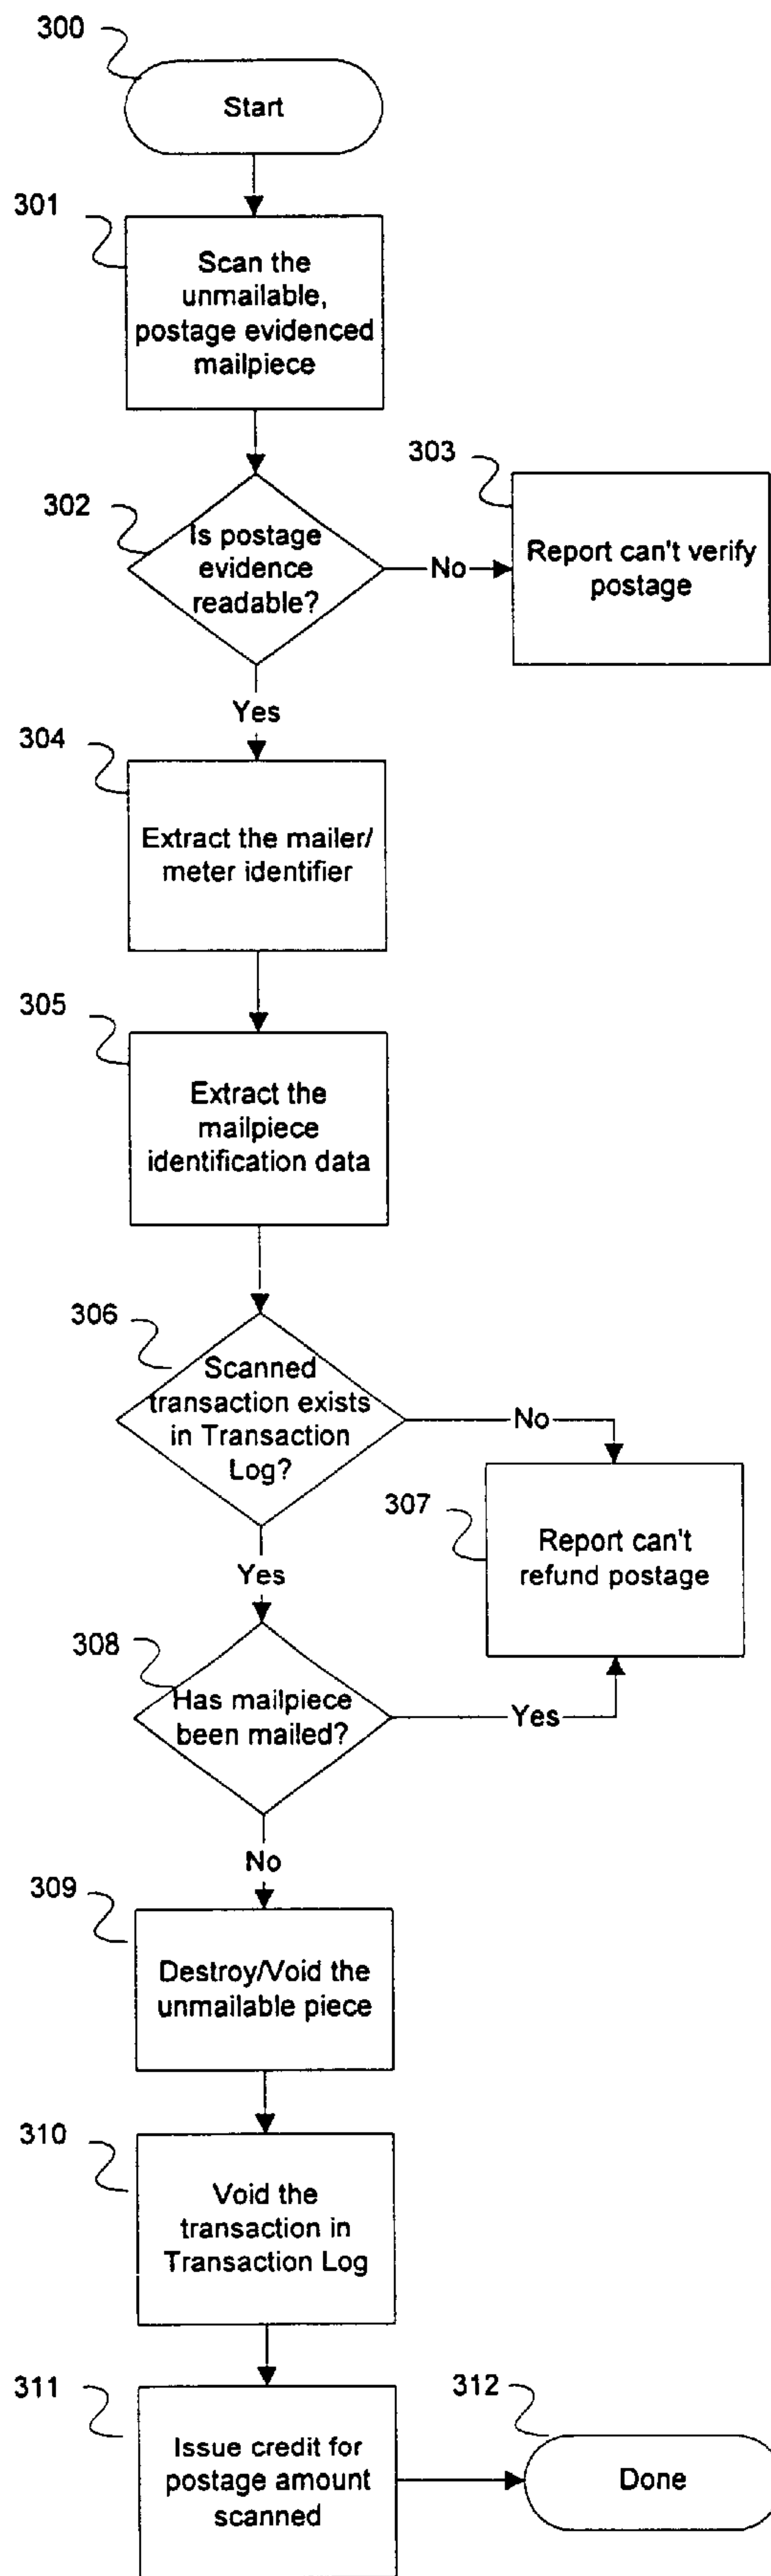 300
Start
301
Scan the
unmailable,
postage evidenced
mailpiece
302
Is postage
evidence
readable?
No
303
Report can't verify
postage
Yes
304
Extract the mailer/
meter identifier
305
Extract the
mailpiece
identification data
306
Scanned
transaction exists
in Transaction
Log?
No
307
Report can't
refund postage
Yes
308
Has mailpiece
been mailed?
Yes
No
309
Destroy/Void the
unmailable piece
310
Void the
transaction in
Transaction Log
311
Issue credit for
postage amount
scanned
312
Done